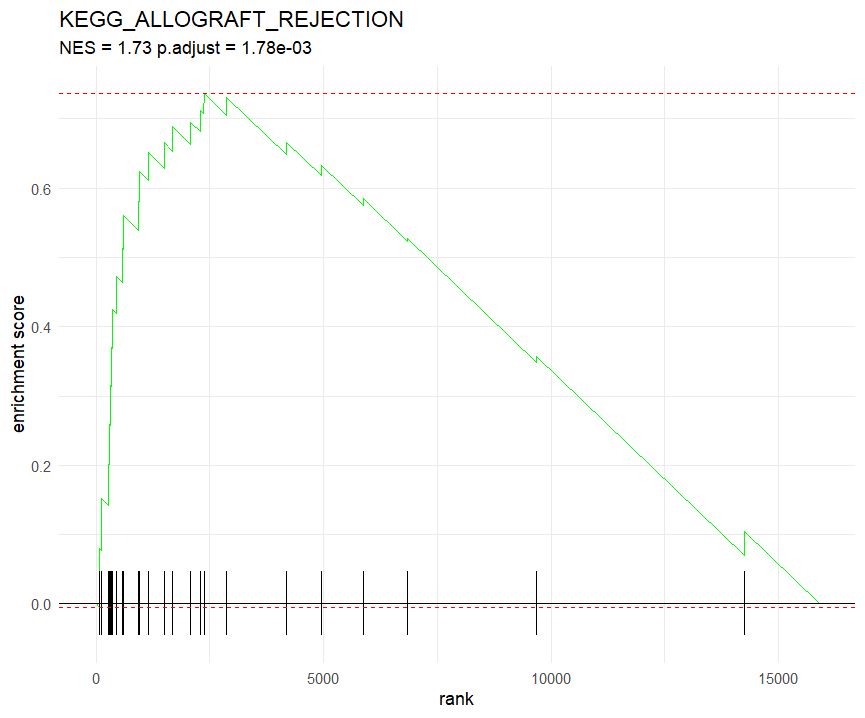 KEGG_ALLOGRAFT_REJECTION
NES = 1.73 p.adjust = 1.78e-03
enrichment score
0.6
0.4
0.2
0.0
0
5000
10000
15000
rank